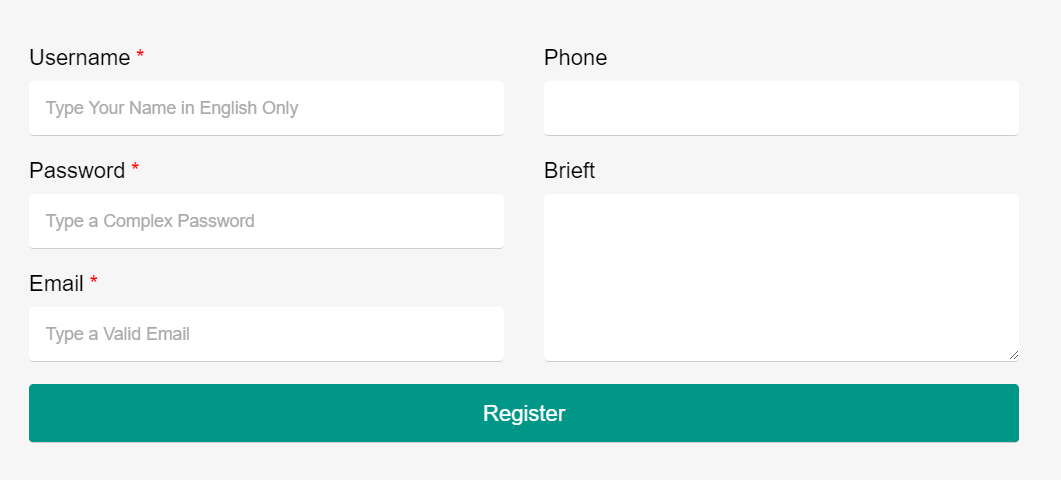 Username *
Type Your Name in English Only
Password *
Type a Complex Password
Email *
Type a Valid Email
Phone
Brieft
Register